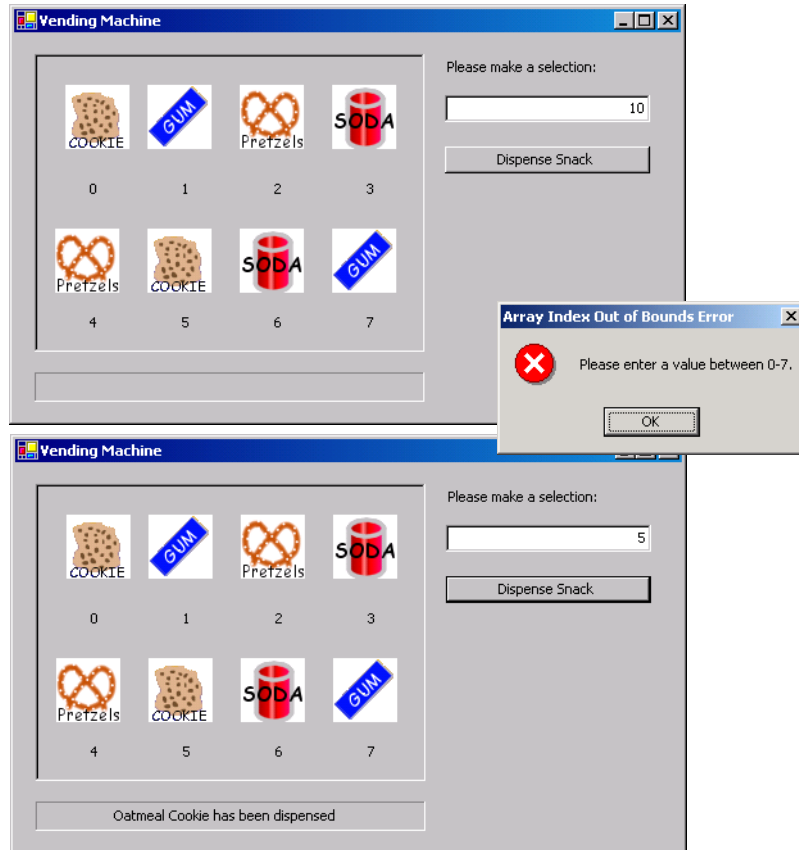 Vending Machine
Please make a selection:
10
Dispense Snack
COOKIE GUM Pretzels SODA
0 1 2 3
Pretzels COOKIE SODA GUM
4 5 6 7
Array Index Out of Bounds Error
Please enter a value between 0-7.
OK
Vending Machine
Please make a selection:
5
Dispense Snack
COOKIE GUM Pretzels SODA
0 1 2 3
Pretzels COOKIE SODA GUM
4 5 6 7
Oatmeal Cookie has been dispensed